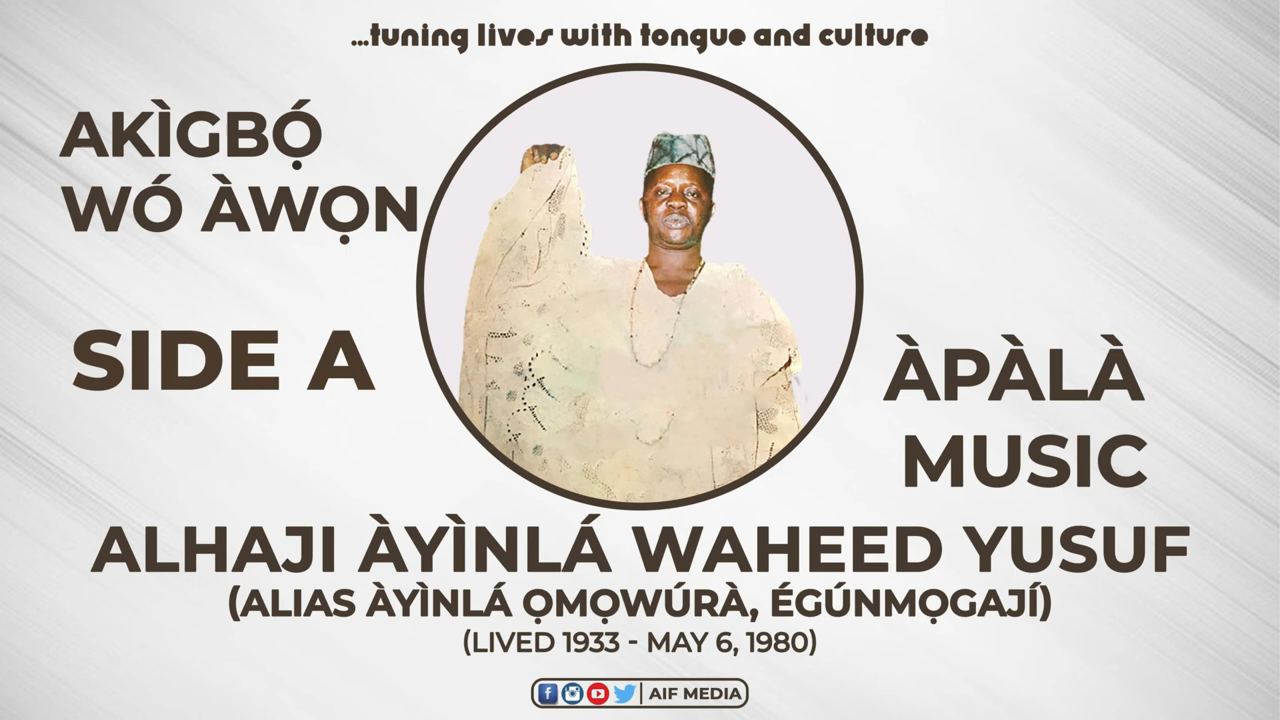 ...tuning lives with tongue and culture
AKÌGBỌ́
WÓ ÀWỌN
SIDE A
ÀPÀLÀ
MUSIC
ALHAJI ÀYÌNLÁ WAHEED YUSUF
(ALIAS ÀYÌNLÁ ỌMỌWÚRÀ, ÉGÚNMỌGAJÍ)
(LIVED 1933 - MAY 6, 1980)
AIF MEDIA